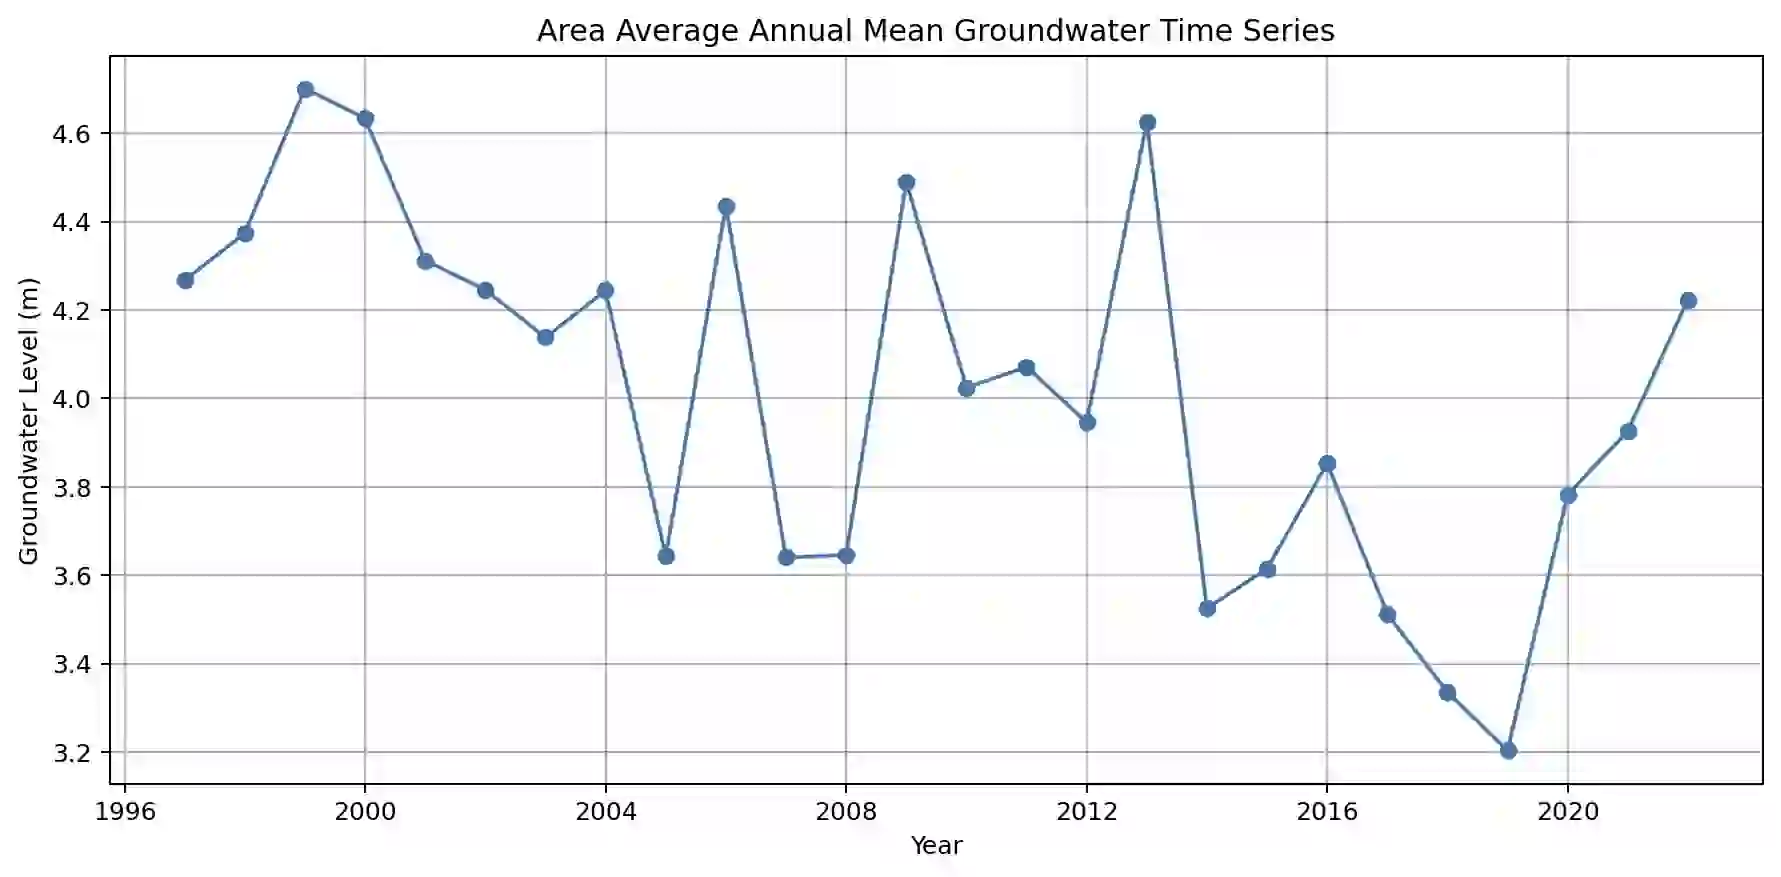 Area Average Annual Mean Groundwater Time Series
Groundwater Level (m)
4.6
4.4
4.2
4.0
3.8
3.6
3.4
3.2
1996 2000 2004 2008 2012 2016 2020
Year